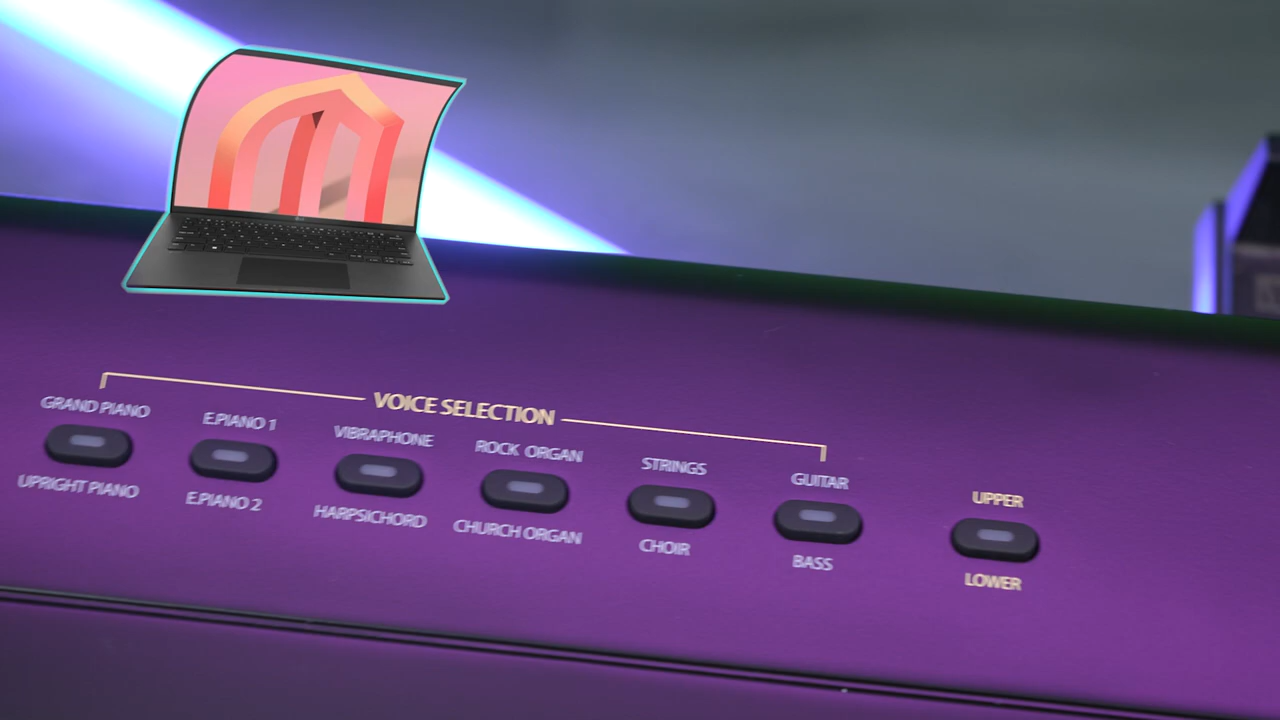 VOICE SELECTION
GRAND PIANO
E.PIANO 1
VIBRAPHONE
ROCK ORGAN
STRINGS
GUITAR
UPPER
UPRIGHT PIANO
E.PIANO 2
HARPSICHORD
CHURCH ORGAN
CHOIR
BASS
LOWER